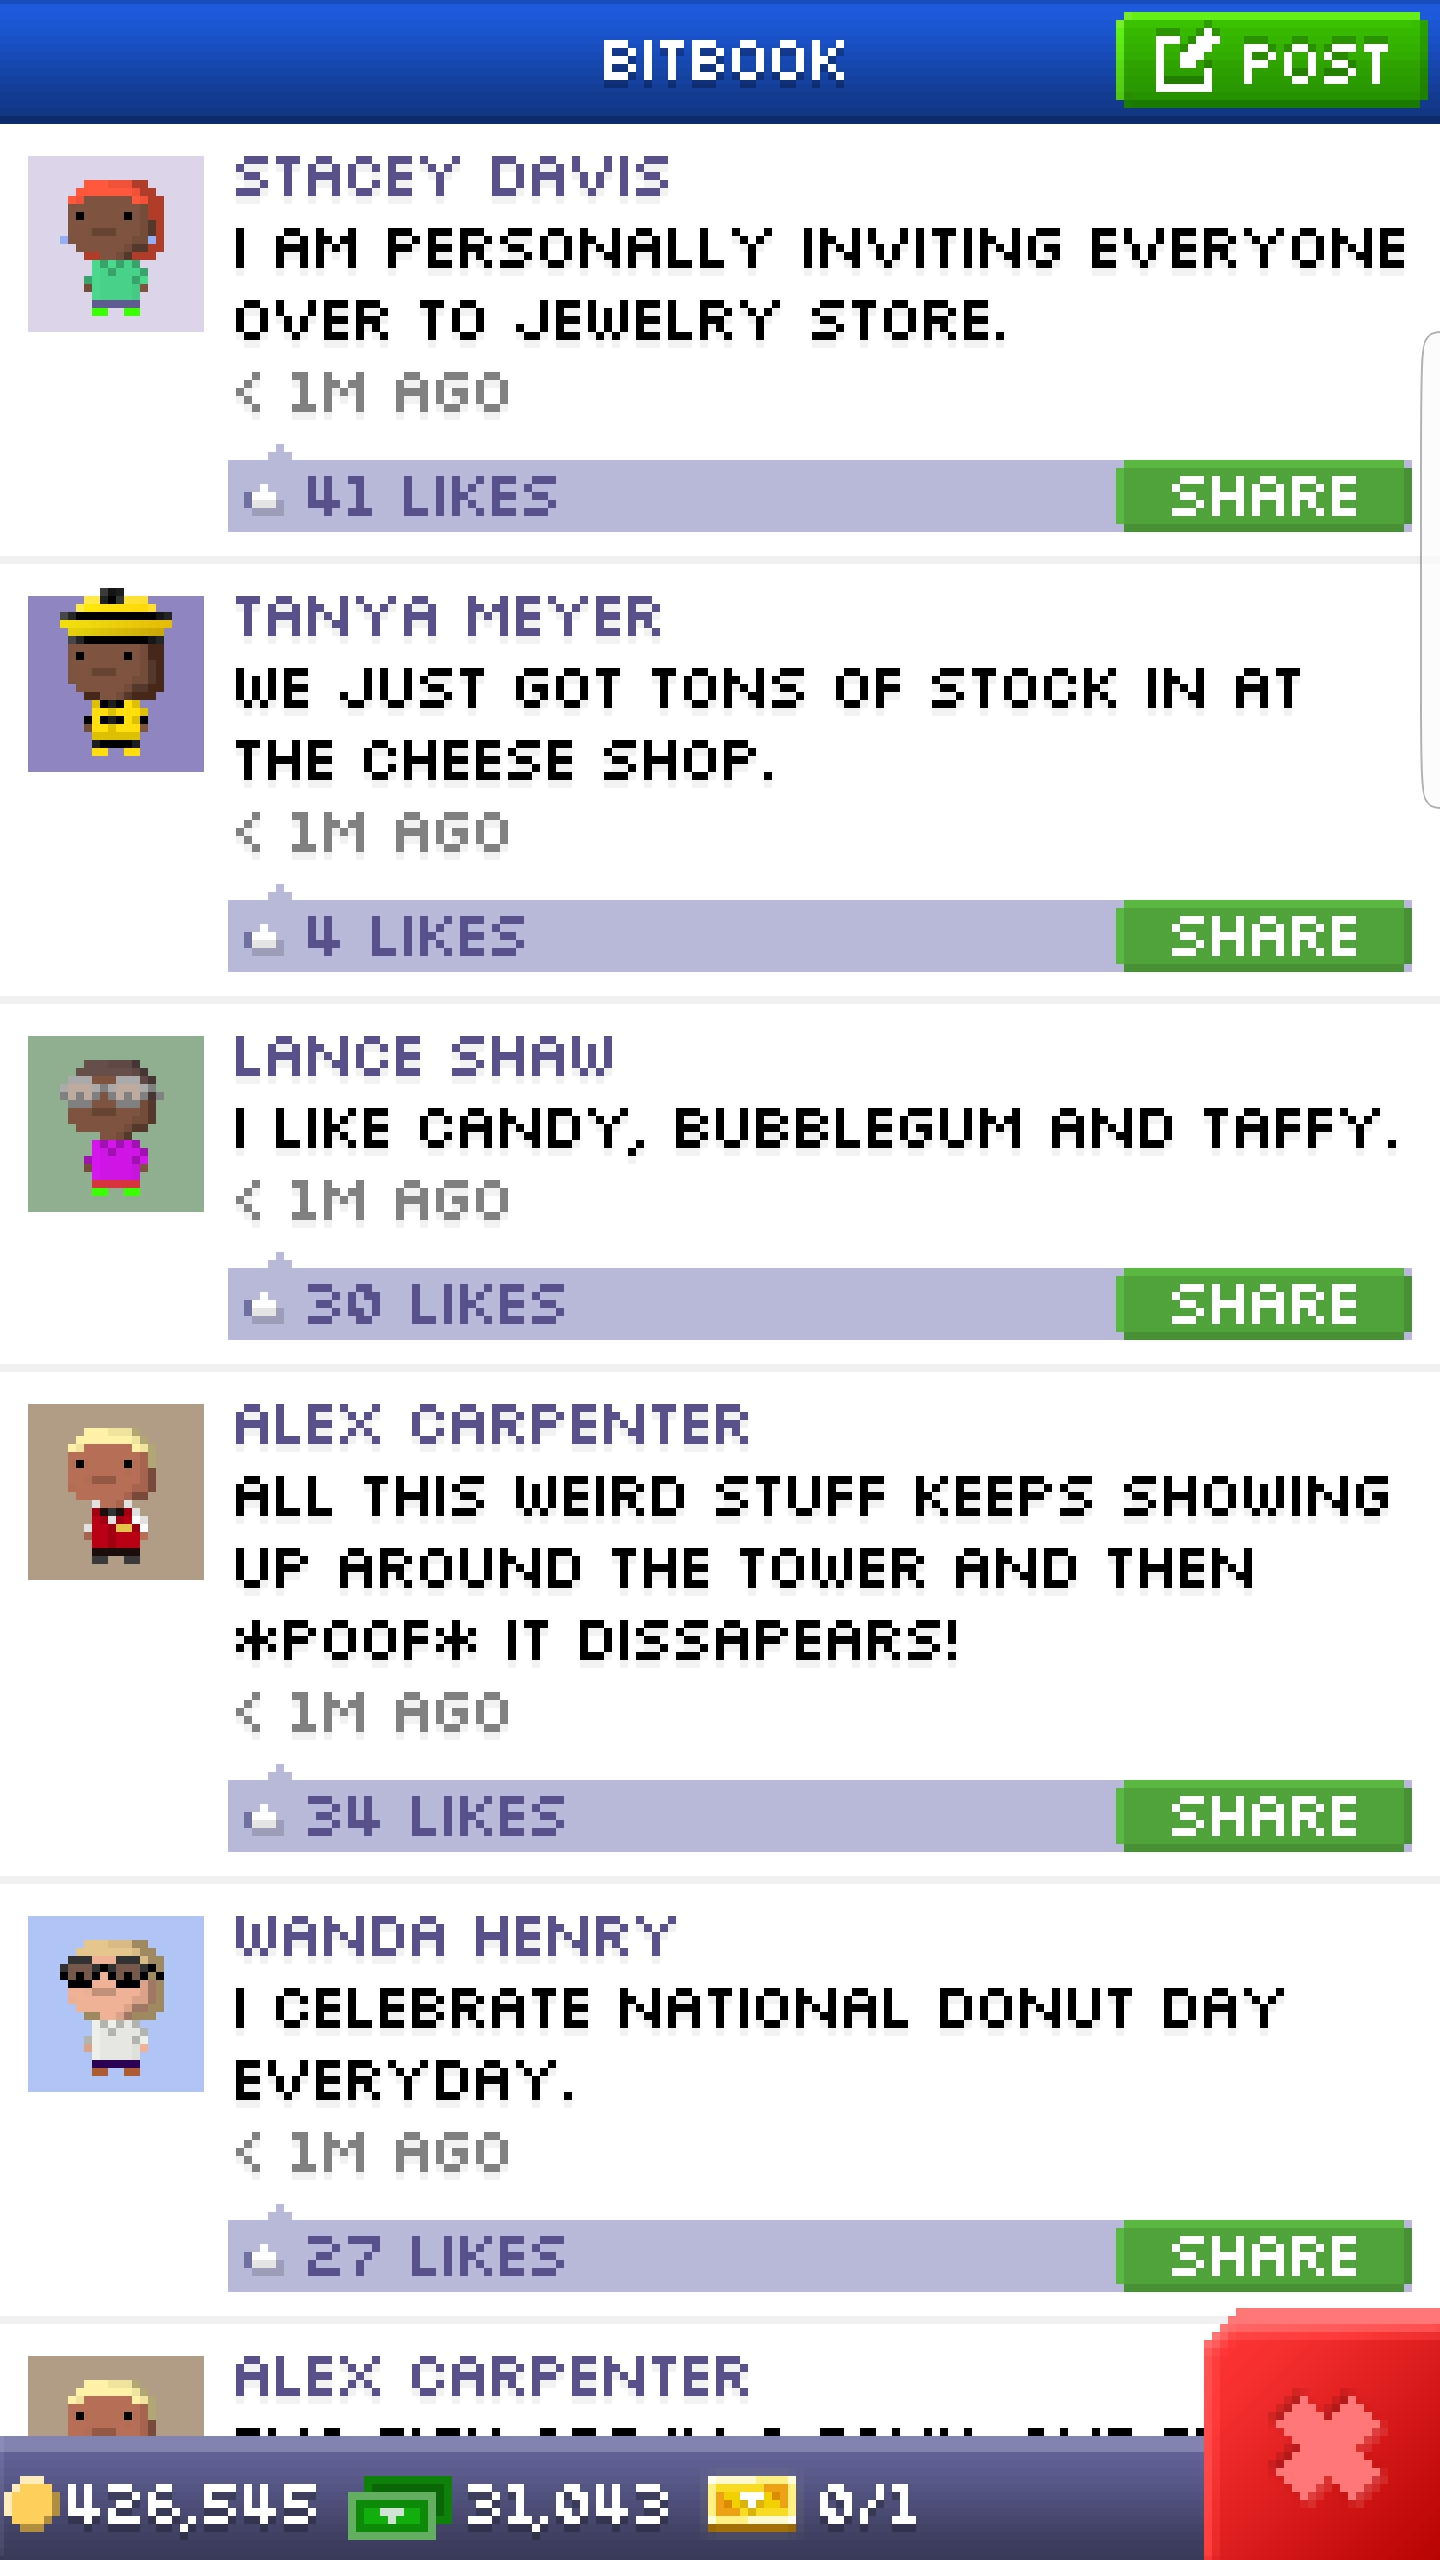 BITBOOK
POST
STACEY DAVIS
I AM PERSONALLY INVITING EVERYONE
OVER TO JEWELRY STORE.
< 1M AGO
41 LIKES
SHARE
TANYA MEYER
WE JUST GOT TONS OF STOCK IN AT
THE CHEESE SHOP.
< 1M AGO
4 LIKES
SHARE
LANCE SHAW
I LIKE CANDY, BUBBLEGUM AND TAFFY.
< 1M AGO
30 LIKES
SHARE
ALEX CARPENTER
ALL THIS WEIRD STUFF KEEPS SHOWING
UP AROUND THE TOWER AND THEN
*POOF* IT DISSAPEARS!
< 1M AGO
34 LIKES
SHARE
WANDA HENRY
I CELEBRATE NATIONAL DONUT DAY
EVERYDAY.
< 1M AGO
27 LIKES
SHARE
ALEX CARPENTER
426,545 31,043 0/1